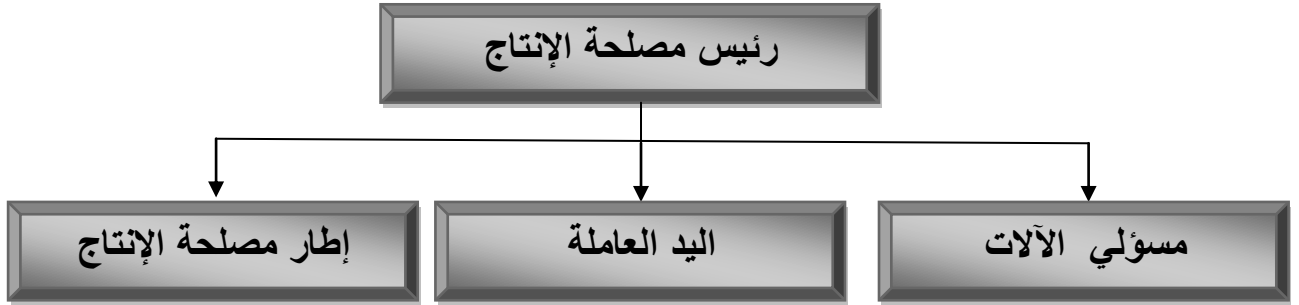 رئيس مصلحة الإنتاج
مسؤلي الآلات
اليد العاملة
إطار مصلحة الإنتاج